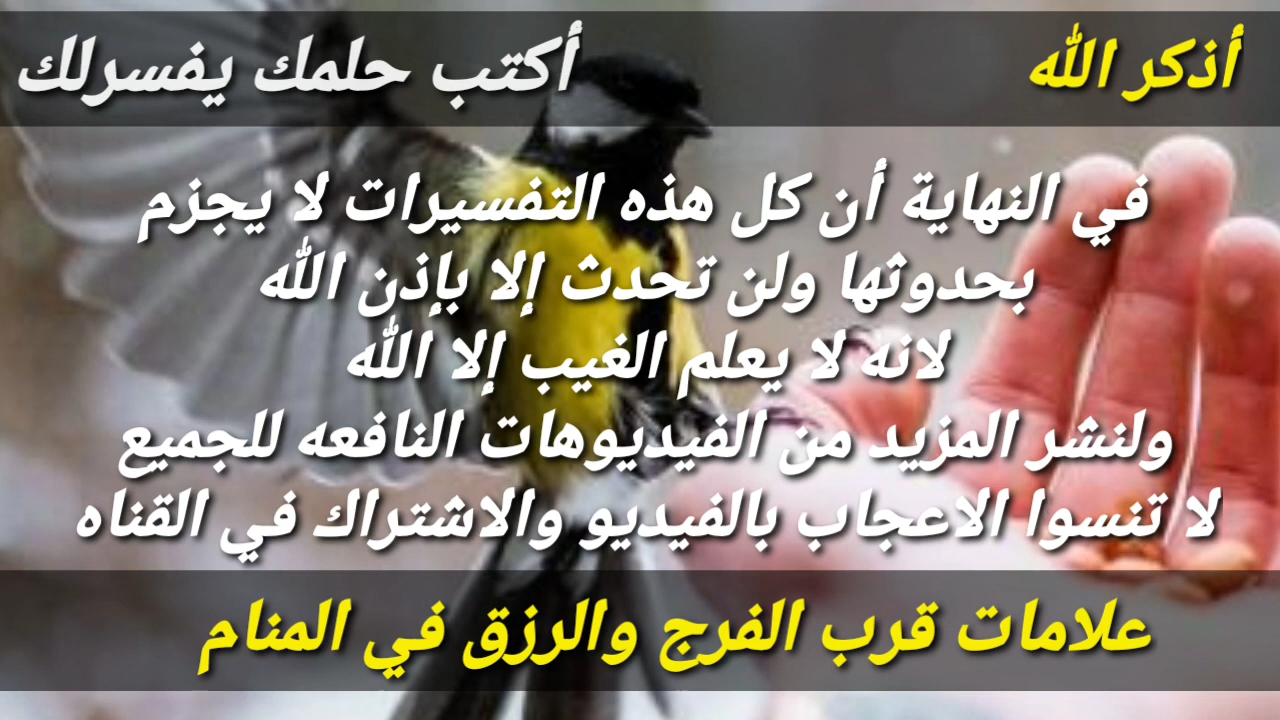 أذكر الله
أكتب حلمك يفسرلك
في النهاية أن كل هذه التفسيرات لا يجزم
بحدوثها ولن تحدث إلا بإذن الله
لانه لا يعلم الغيب إلا الله
ولنشر المزيد من الفيديوهات النافعه للجميع
لا تنسوا الاعجاب بالفيديو والاشتراك في القناه
علامات قرب الفرج والرزق في المنام